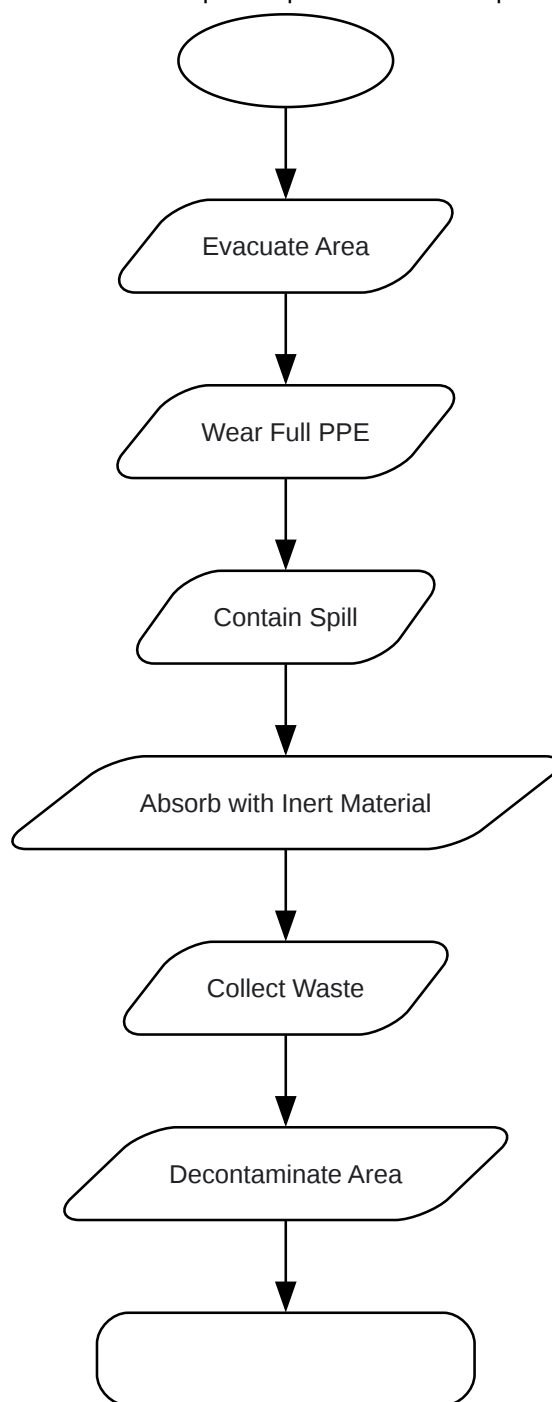 Evacuate Area
Wear Full PPE
Contain Spill
Absorb with Inert Material
Collect Waste
Decontaminate Area